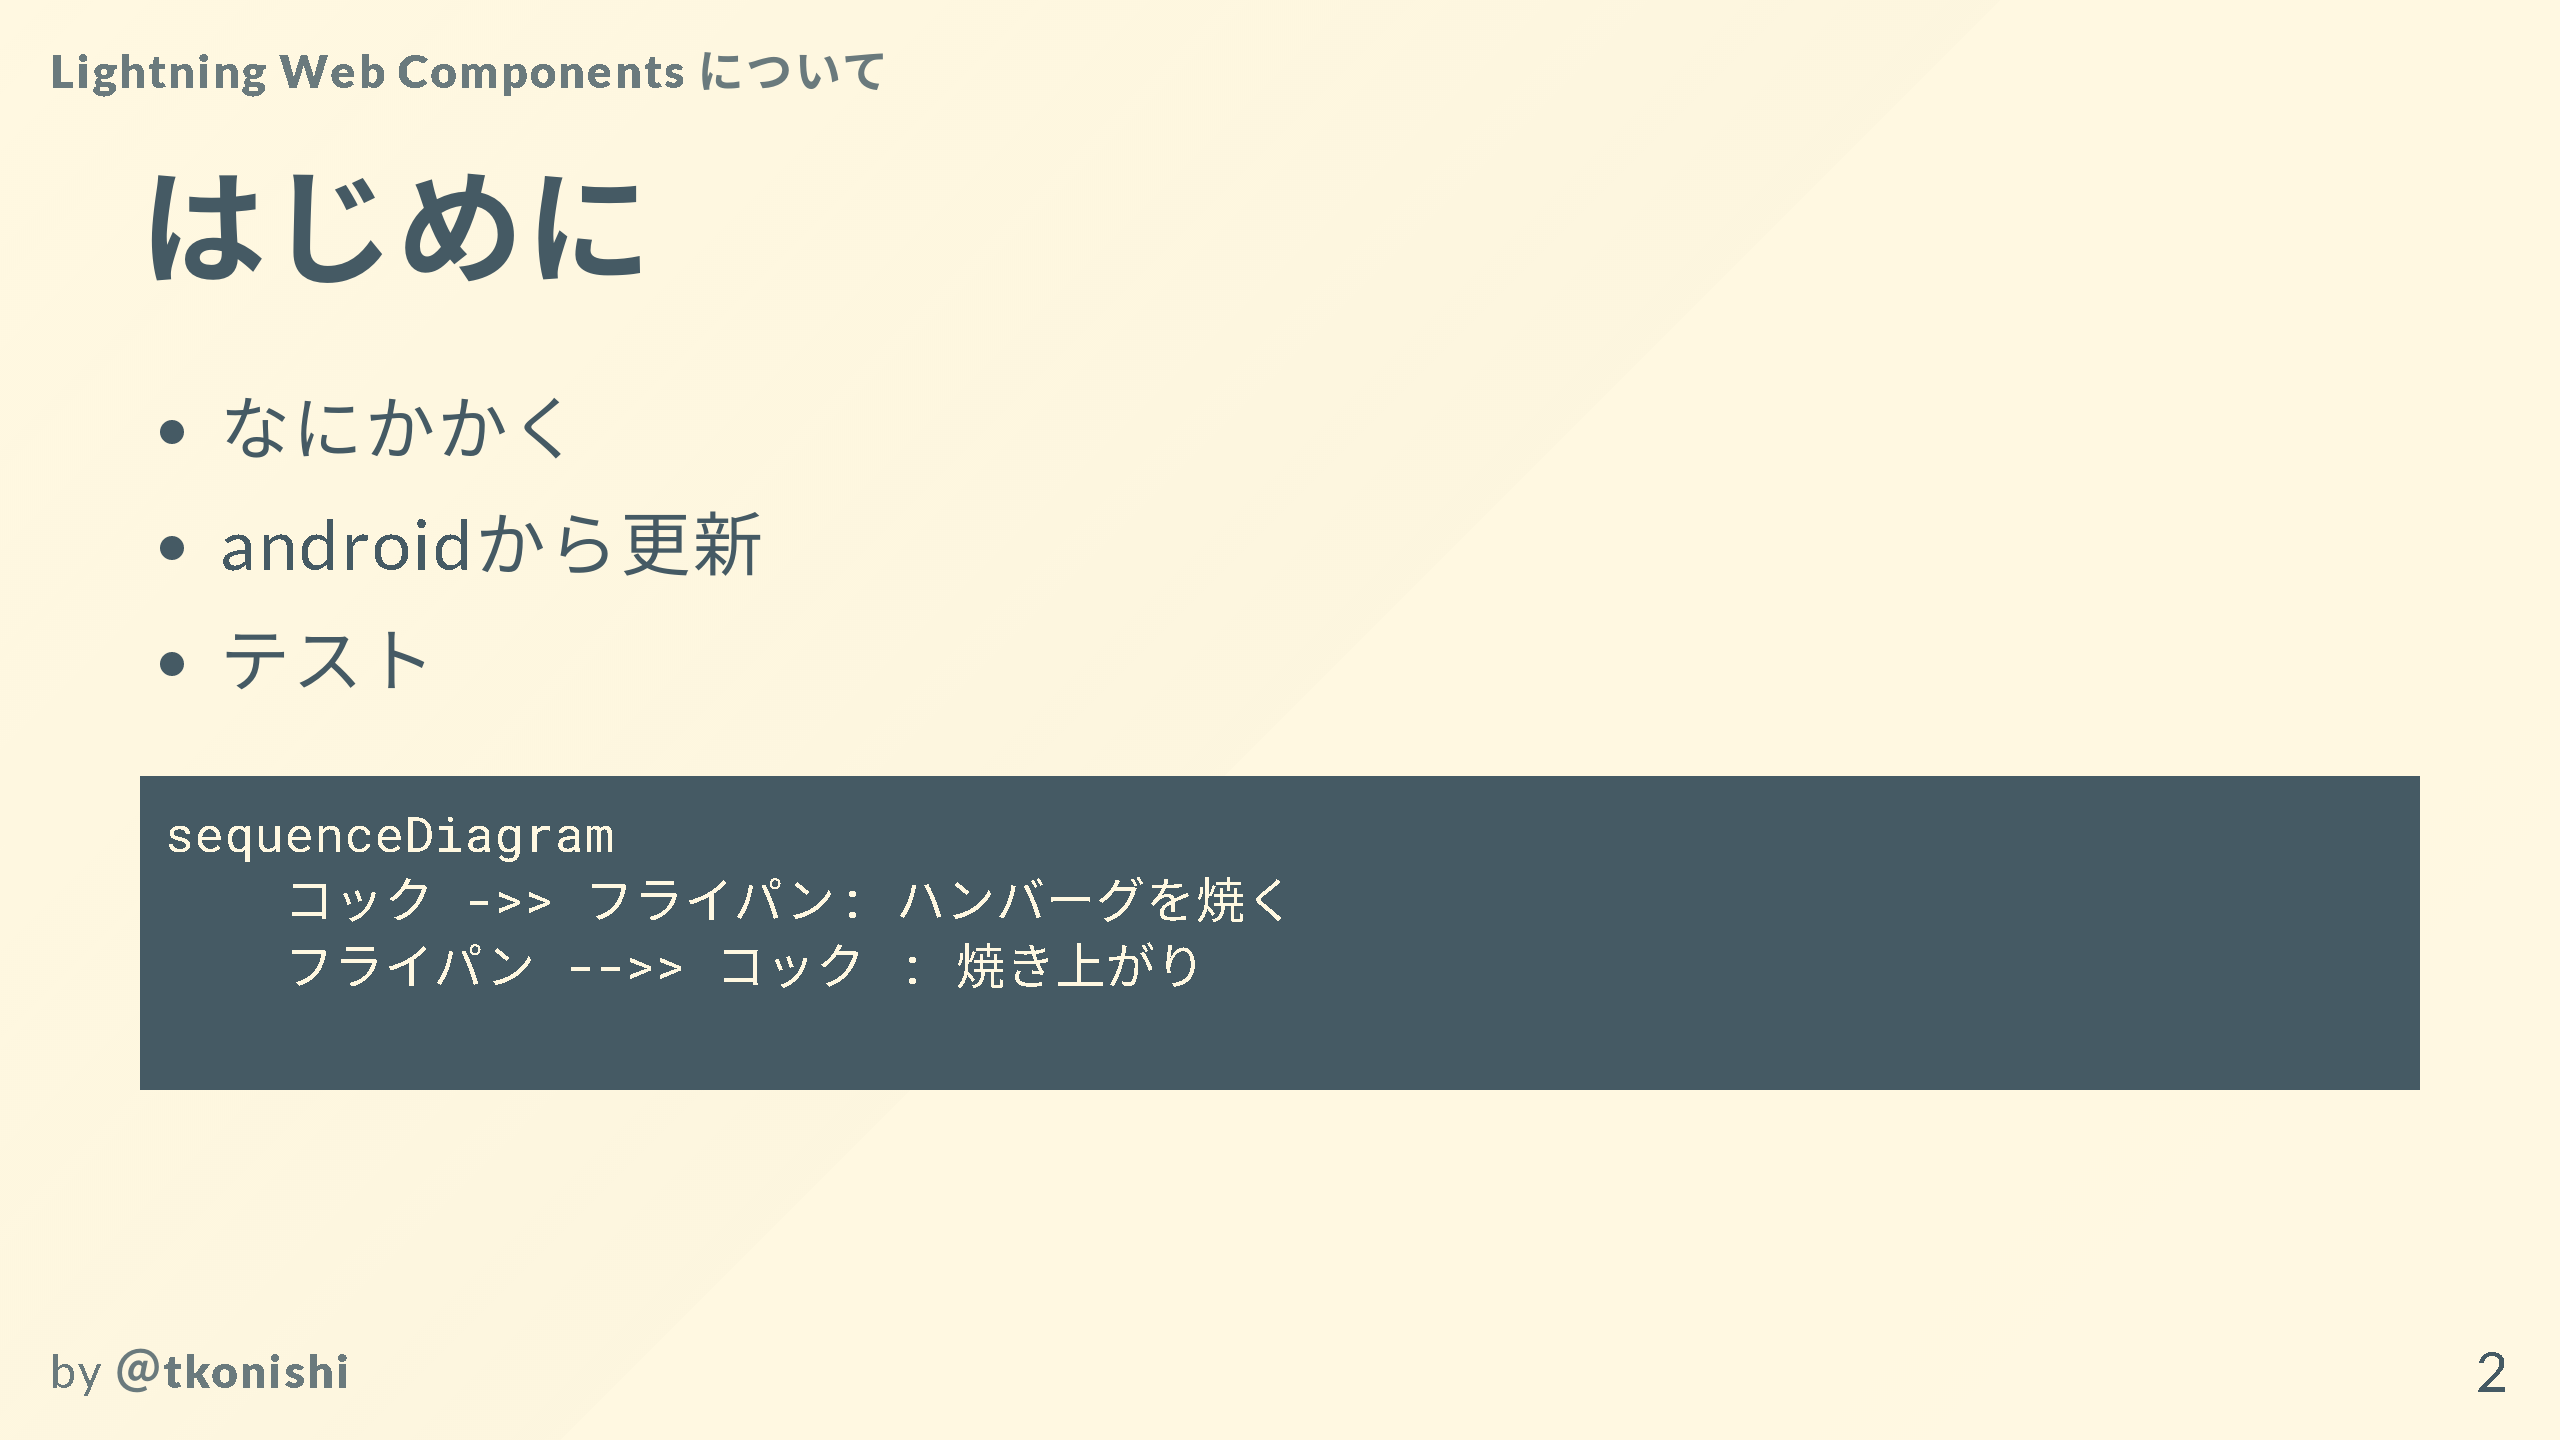 Lightning Web Components について
はじめに
• なにかかく
• androidから更新
• テスト
sequenceDiagram
    コック ->> フライパン: ハンバーグを焼く
    フライパン -->> コック : 焼き上がり
by @tkonishi
2